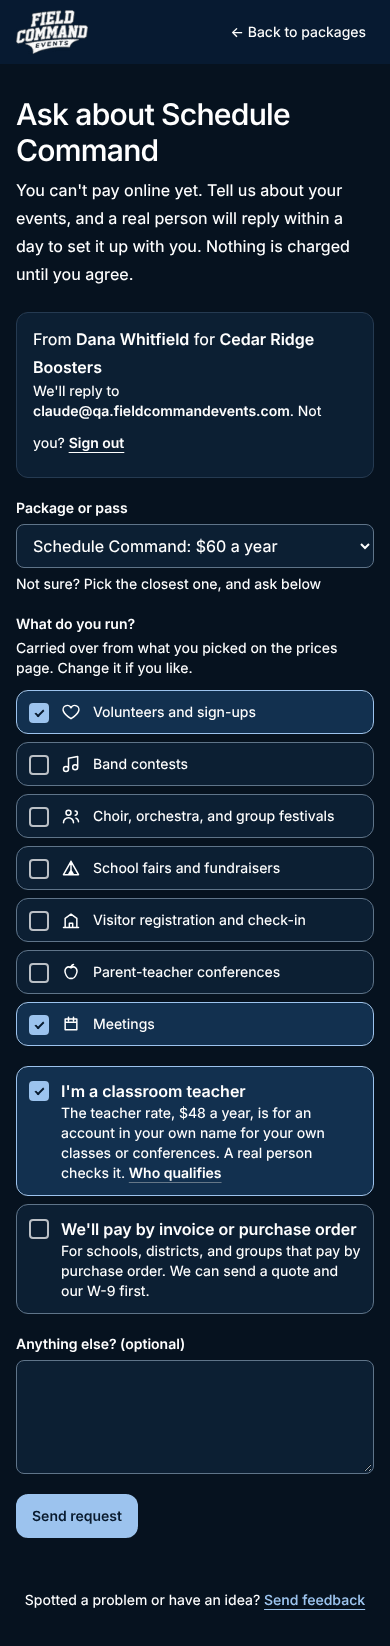 FIELD
COMMAND
EVENTS
← Back to packages
Ask about Schedule
Command
You can't pay online yet. Tell us about your
events, and a real person will reply within a
day to set it up with you. Nothing is charged
until you agree.
From Dana Whitfield for Cedar Ridge
Boosters
We'll reply to
claude@qa.fieldcommandevents.com. Not
you? Sign out
Package or pass
Schedule Command: $60 a year
Not sure? Pick the closest one, and ask below
What do you run?
Carried over from what you picked on the prices
page. Change it if you like.
Volunteers and sign-ups
Band contests
Choir, orchestra, and group festivals
School fairs and fundraisers
Visitor registration and check-in
Parent-teacher conferences
Meetings
I'm a classroom teacher
The teacher rate, $48 a year, is for an
account in your own name for your own
classes or conferences. A real person
checks it. Who qualifies
We'll pay by invoice or purchase order
For schools, districts, and groups that pay by
purchase order. We can send a quote and
our W-9 first.
Anything else? (optional)
Send request
Spotted a problem or have an idea? Send feedback